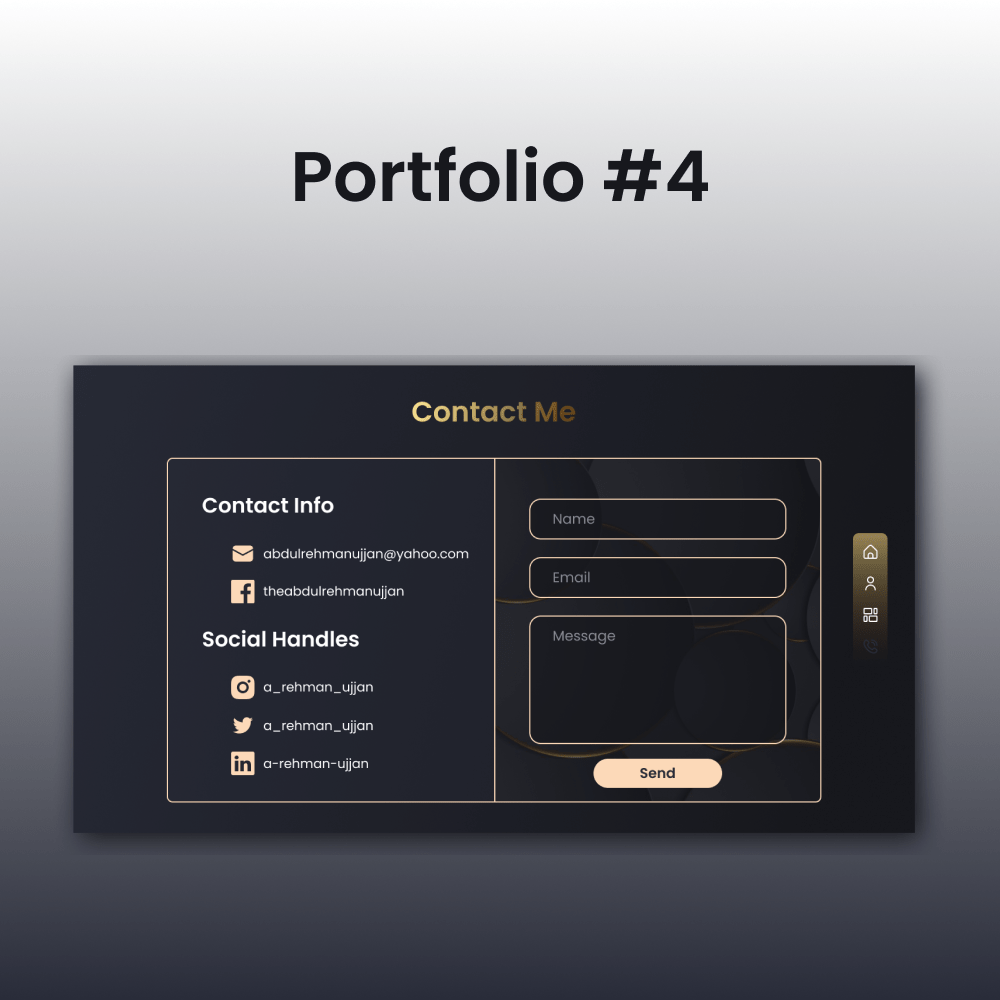 Portfolio #4
Contact Me
Contact Info
abdulrehmanujjan@yahoo.com
theabdulrehmanujjan
Social Handles
a_rehman_ujjan
a_rehman_ujjan
a-rehman-ujjan
Name
Email
Message
Send